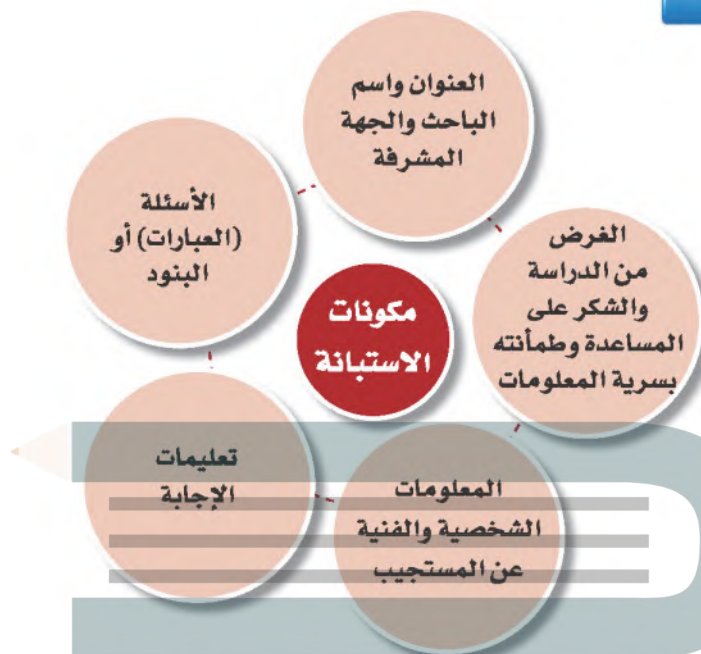 العنوان واسم
الباحث والجهة
المشرفة
الغرض
من الدراسة
والشكر على
المساعدة وطمأنته
بسرية المعلومات
المعلومات
الشخصية والفنية
عن المستجيب
تعليمات
الإجابة
الأسئلة
(العبارات) أو
البنود
مكونات
الاستبانة